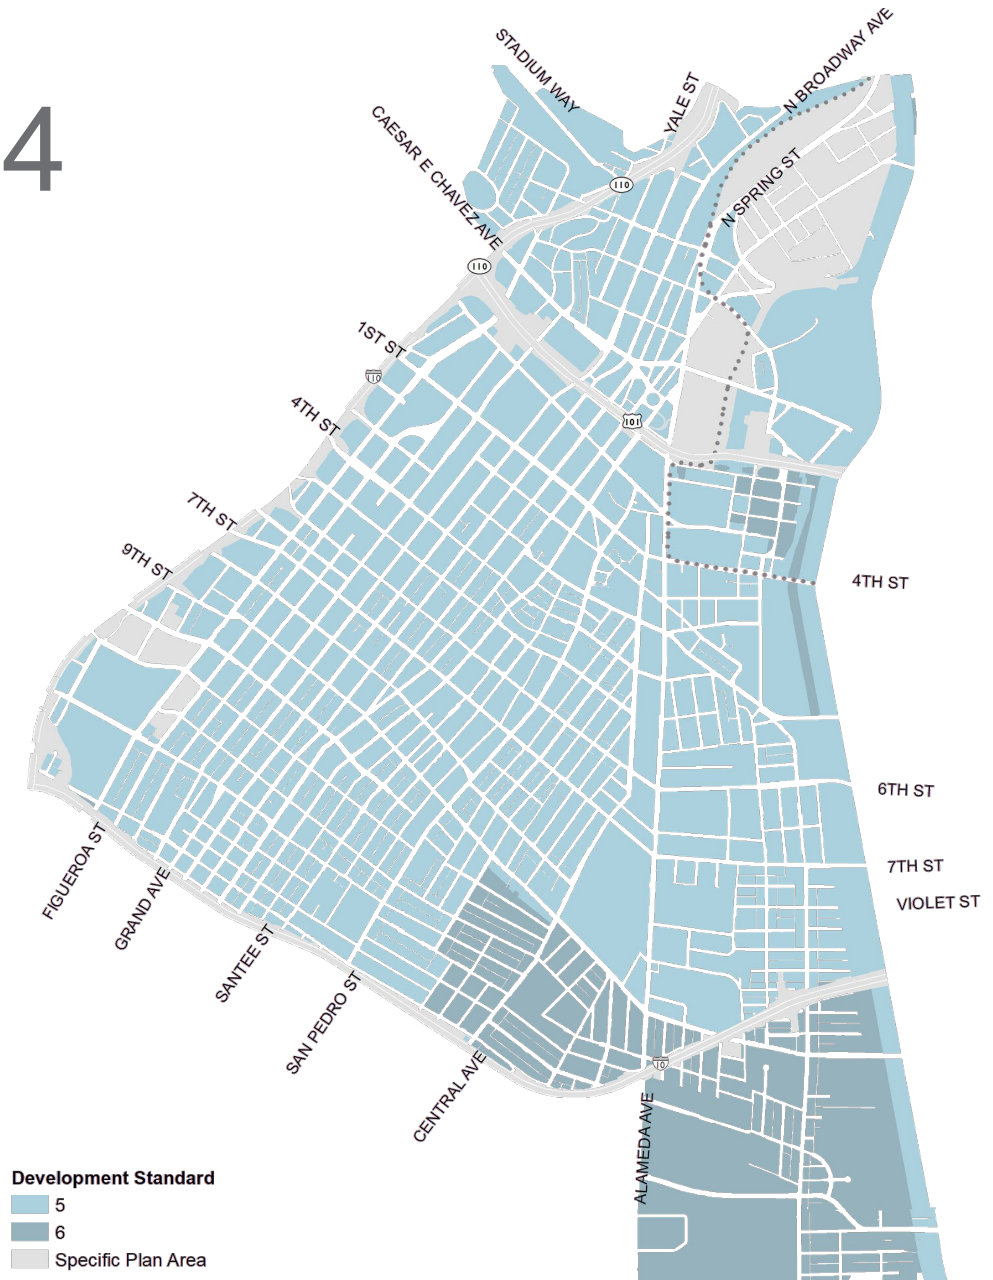 N BROADWAY AVE
STADIUM WAY
YALE ST
4
CAESAR E CHAVEZ AVE
N SPRING ST
110
110
1ST ST
110
4TH ST
101
7TH ST
9TH ST
4TH ST
6TH ST
7TH ST
VIOLET ST
FIGUEROA ST
GRAND AVE
SANTEE ST
SAN PEDRO ST
CENTRAL AVE
10
ALAMEDA AVE
Development Standard
5
6
Specific Plan Area